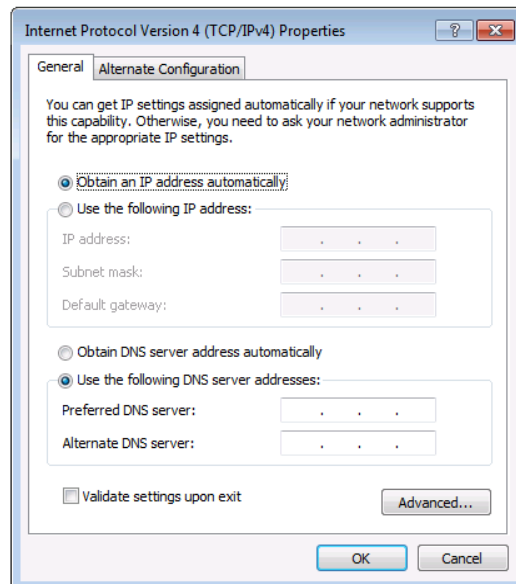 Internet Protocol Version 4 (TCP/IPv4) Properties
General
Alternate Configuration
You can get IP settings assigned automatically if your network supports
this capability. Otherwise, you need to ask your network administrator
for the appropriate IP settings.
Obtain an IP address automatically
Use the following IP address:
IP address:
Subnet mask:
Default gateway:
Obtain DNS server address automatically
Use the following DNS server addresses:
Preferred DNS server:
Alternate DNS server:
Validate settings upon exit
Advanced...
OK
Cancel